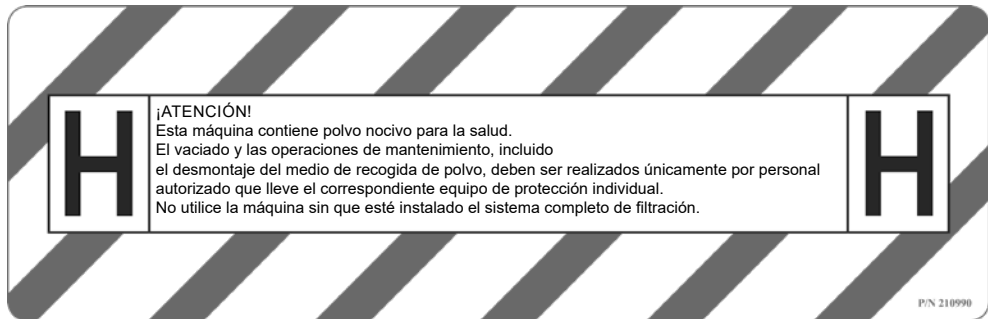 H
¡ATENCIÓN!
Esta máquina contiene polvo nocivo para la salud.
El vaciado y las operaciones de mantenimiento, incluido
el desmontaje del medio de recogida de polvo, deben ser realizados únicamente por personal
autorizado que lleve el correspondiente equipo de protección individual.
No utilice la máquina sin que esté instalado el sistema completo de filtración.
H
P/N 210990